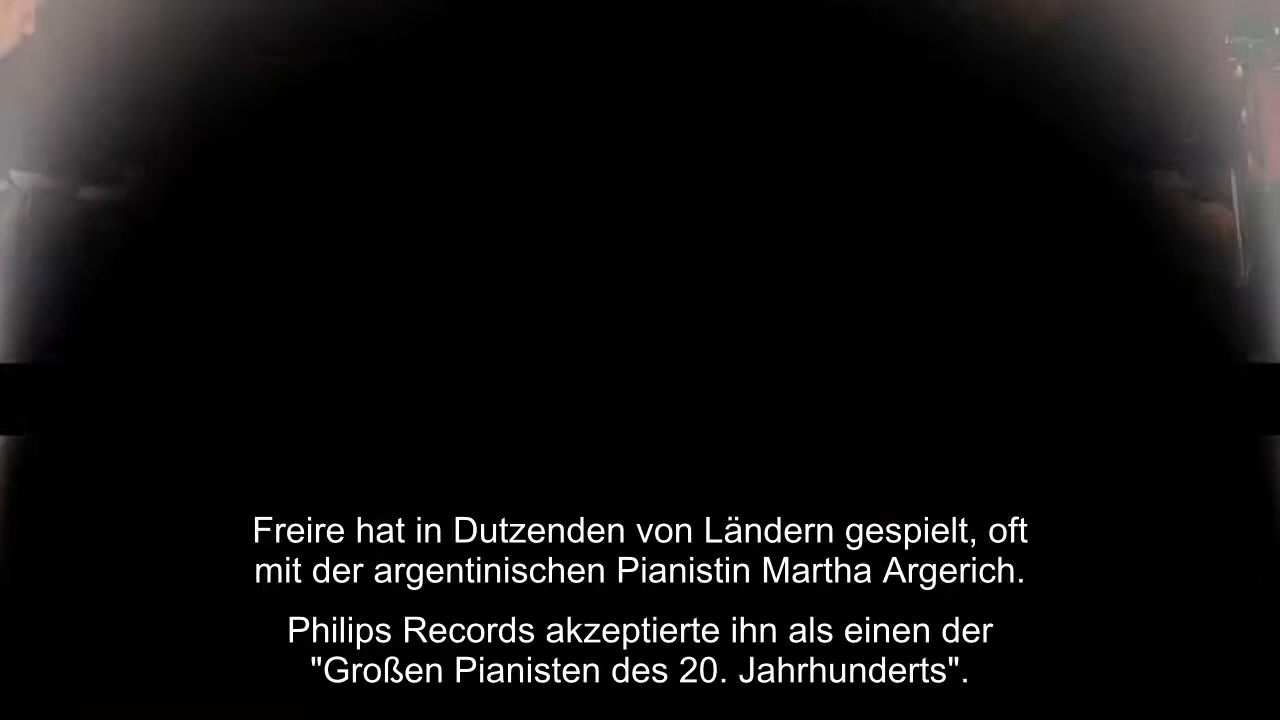 Freire hat in Dutzenden von Ländern gespielt, oft
mit der argentinischen Pianistin Martha Argerich.
Philips Records akzeptierte ihn als einen der
"Großen Pianisten des 20. Jahrhunderts".